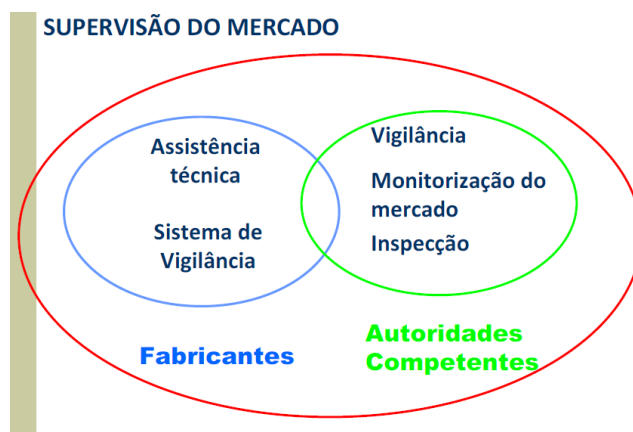 SUPERVISÃO DO MERCADO
Assistência
técnica
Sistema de
Vigilância
Vigilância
Monitorização do
mercado
Inspecção
Fabricantes
Autoridades
Competentes